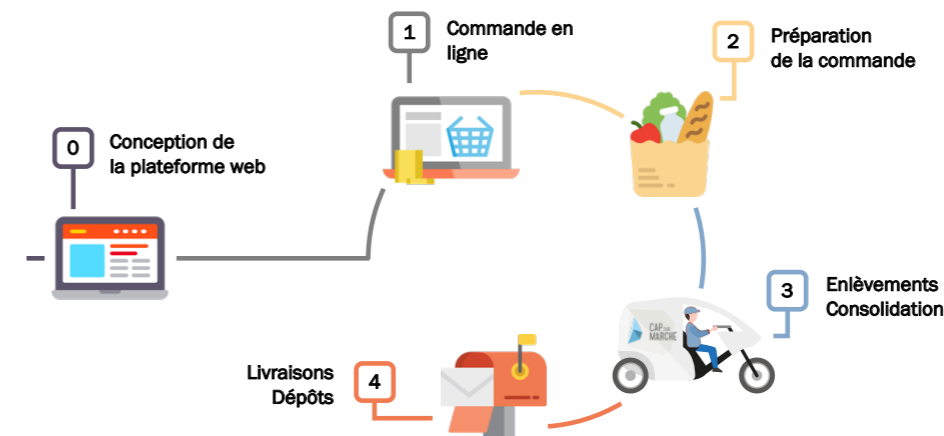 0
Conception de
la plateforme web
1
Commande en
ligne
2
Préparation
de la commande
3
Enlèvements
Consolidation
CAP SUR
MARCHE
4
Livraisons
Dépôts